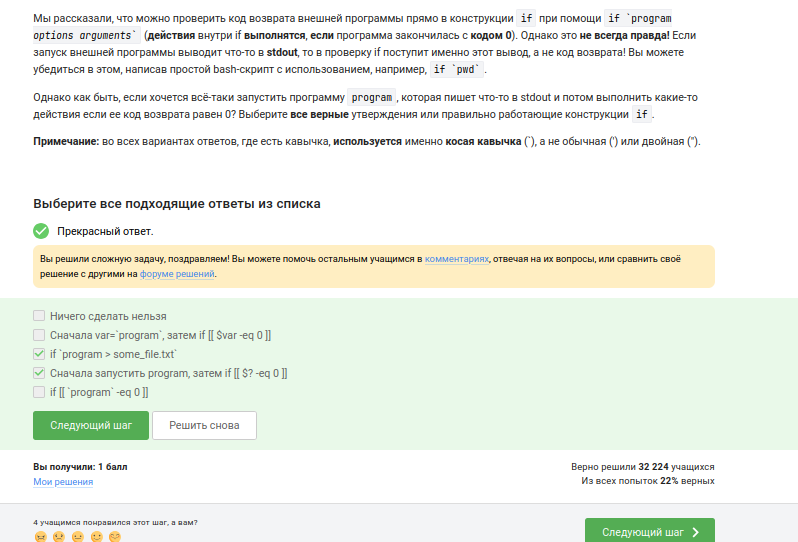 Мы рассказали, что можно проверить код возврата внешней программы прямо в конструкции if при помощи if `program
options arguments` (действия внутри if выполнятся, если программа закончилась с кодом 0). Однако это не всегда правда! Если
запуск внешней программы выводит что-то в stdout, то в проверку if поступит именно этот вывод, а не код возврата! Вы можете
убедиться в этом, написав простой bash-скрипт с использованием, например, if `pwd` .
Однако как быть, если хочется всё-таки запустить программу program , которая пишет что-то в stdout и потом выполнить какие-то
действия если ее код возврата равен 0? Выберите все верные утверждения или правильно работающие конструкции if .
Примечание: во всех вариантах ответов, где есть кавычка, используется именно косая кавычка (`), а не обычная (') или двойная (").
Выберите все подходящие ответы из списка
Прекрасный ответ.
Вы решили сложную задачу, поздравляем! Вы можете помочь остальным учащимся в комментариях, отвечая на их вопросы, или сравнить своё
решение с другими на форуме решений.
Ничего сделать нельзя
Сначала var=`program`, затем if [[ $var -eq 0 ]]
if `program > some_file.txt`
Сначала запустить program, затем if [[ $? -eq 0 ]]
if [[ `program` -eq 0 ]]
Следующий шаг Решить снова
Вы получили: 1 балл Верно решили 32 224 учащихся
Мои решения Из всех попыток 22% верных
4 учащимся понравился этот шаг, а вам?
Следующий шаг